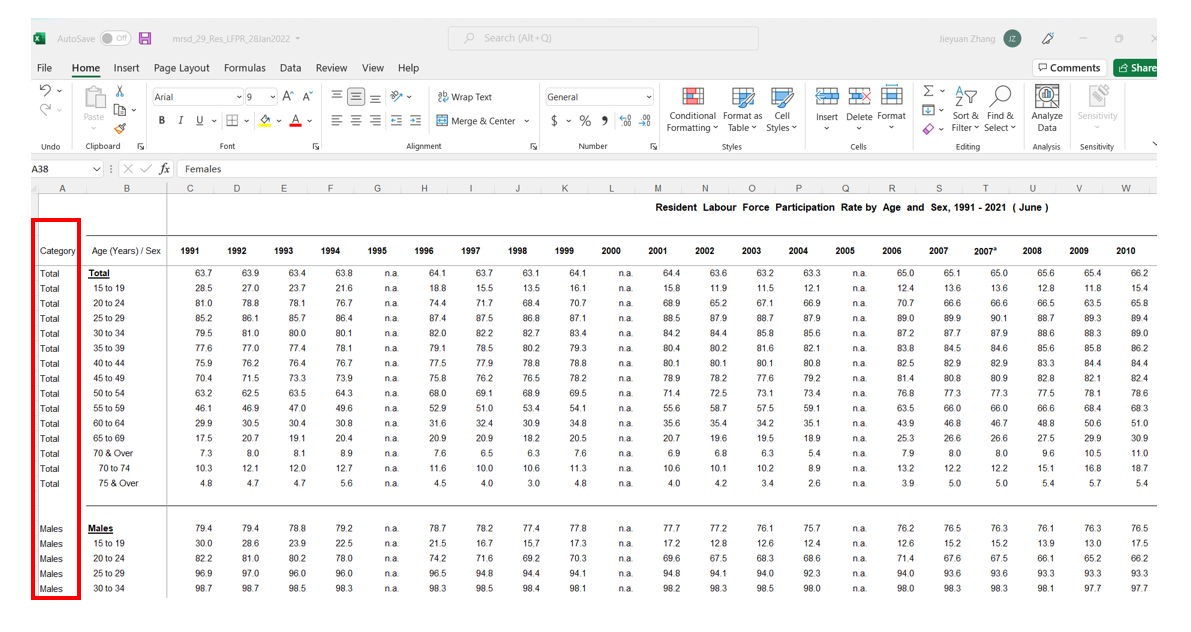 AutoSave Off mrsd_29_Res_LFPR_28Jan2022 Search (Alt+Q) Jieyuan Zhang JZ
File Home Insert Page Layout Formulas Data Review View Help Comments Share
Arial 9 Wrap Text General
Paste B I U A A Merge & Center $ % Conditional Formatting Format as Table Cell Styles Insert Delete Format Sort & Filter Find & Select Analyze Data Sensitivity
Undo Clipboard Font Alignment Number Styles Cells Editing Analysis Sensitivity
A38 fx Females
A B C D E F G H I J K L M N O P Q R S T U V W
Resident Labour Force Participation Rate by Age and Sex, 1991 - 2021 ( June )
Category Age (Years) / Sex 1991 1992 1993 1994 1995 1996 1997 1998 1999 2000 2001 2002 2003 2004 2005 2006 2007 2007ª 2008 2009 2010
Total Total 63.7 63.9 63.4 63.8 n.a. 64.1 63.7 63.1 64.1 n.a. 64.4 63.6 63.2 63.3 n.a. 65.0 65.1 65.0 65.6 65.4 66.2
Total 15 to 19 28.5 27.0 23.7 21.6 n.a. 18.8 15.5 13.5 16.1 n.a. 15.8 11.9 11.5 12.1 n.a. 12.4 13.6 13.6 12.8 11.8 15.4
Total 20 to 24 81.0 78.8 78.1 76.7 n.a. 74.4 71.7 68.4 70.7 n.a. 68.9 65.2 67.1 66.9 n.a. 70.7 66.6 66.6 66.5 63.5 65.8
Total 25 to 29 85.2 86.1 85.7 86.4 n.a. 87.4 87.5 86.8 87.1 n.a. 88.5 87.9 88.7 87.9 n.a. 89.0 89.9 90.1 88.7 89.3 89.4
Total 30 to 34 79.5 81.0 80.0 80.1 n.a. 82.0 82.2 82.7 83.4 n.a. 84.2 84.4 85.8 85.6 n.a. 87.2 87.7 87.9 88.6 88.3 89.0
Total 35 to 39 77.6 77.0 77.4 78.1 n.a. 79.1 78.5 80.2 79.3 n.a. 80.4 80.2 81.6 82.1 n.a. 83.8 84.5 84.6 85.6 85.8 86.2
Total 40 to 44 75.9 76.2 76.4 76.7 n.a. 77.5 77.9 78.8 78.8 n.a. 80.1 80.1 80.1 80.8 n.a. 82.5 82.9 82.9 83.3 84.4 84.4
Total 45 to 49 70.4 71.5 73.3 73.9 n.a. 75.8 76.2 76.5 78.2 n.a. 78.9 78.2 77.6 79.2 n.a. 81.4 80.8 80.9 82.8 82.1 82.4
Total 50 to 54 63.2 62.5 63.5 64.3 n.a. 68.0 69.1 68.9 69.5 n.a. 71.4 72.5 73.1 73.4 n.a. 76.8 77.3 77.3 77.5 78.1 78.6
Total 55 to 59 46.1 46.9 47.0 49.6 n.a. 52.9 51.0 53.4 54.1 n.a. 55.6 58.7 57.5 59.1 n.a. 63.5 66.0 66.0 66.6 68.4 68.3
Total 60 to 64 29.9 30.5 30.4 30.8 n.a. 31.6 32.4 30.9 34.8 n.a. 35.6 35.4 34.2 35.1 n.a. 43.9 46.8 46.7 48.8 50.6 51.0
Total 65 to 69 17.5 20.7 19.1 20.4 n.a. 20.9 20.9 18.2 20.5 n.a. 20.7 19.6 19.5 18.9 n.a. 25.3 26.6 26.6 27.5 29.9 30.9
Total 70 & Over 7.3 8.0 8.1 8.9 n.a. 7.6 6.5 6.3 7.6 n.a. 6.9 6.8 6.3 5.4 n.a. 7.9 8.0 8.0 9.6 10.5 11.0
Total 70 to 74 10.3 12.1 12.0 12.7 n.a. 11.6 10.0 10.6 11.3 n.a. 10.6 10.1 10.2 8.9 n.a. 13.2 12.2 12.2 15.1 16.8 18.7
Total 75 & Over 4.8 4.7 4.7 5.6 n.a. 4.5 4.0 3.0 4.8 n.a. 4.0 4.2 3.4 2.6 n.a. 3.9 5.0 5.0 5.4 5.7 5.4
Males Males 79.4 79.4 78.8 79.2 n.a. 78.7 78.2 77.4 77.8 n.a. 77.7 77.2 76.1 75.7 n.a. 76.2 76.5 76.3 76.1 76.3 76.5
Males 15 to 19 30.0 28.6 23.9 22.5 n.a. 21.5 16.7 15.7 17.3 n.a. 17.2 12.8 12.6 12.4 n.a. 12.6 15.2 15.2 13.9 13.0 17.5
Males 20 to 24 82.2 81.0 80.2 78.0 n.a. 74.2 71.6 69.2 70.3 n.a. 69.6 67.5 68.3 68.6 n.a. 71.4 67.6 67.5 66.1 65.2 66.2
Males 25 to 29 96.9 97.0 96.0 96.0 n.a. 96.5 94.8 94.4 94.1 n.a. 94.8 94.1 94.0 92.3 n.a. 94.0 93.6 93.6 93.3 93.3 93.3
Males 30 to 34 98.7 98.7 98.5 98.3 n.a. 98.3 98.5 98.4 98.1 n.a. 98.2 98.3 98.5 98.0 n.a. 98.0 98.3 98.3 98.1 97.7 97.7